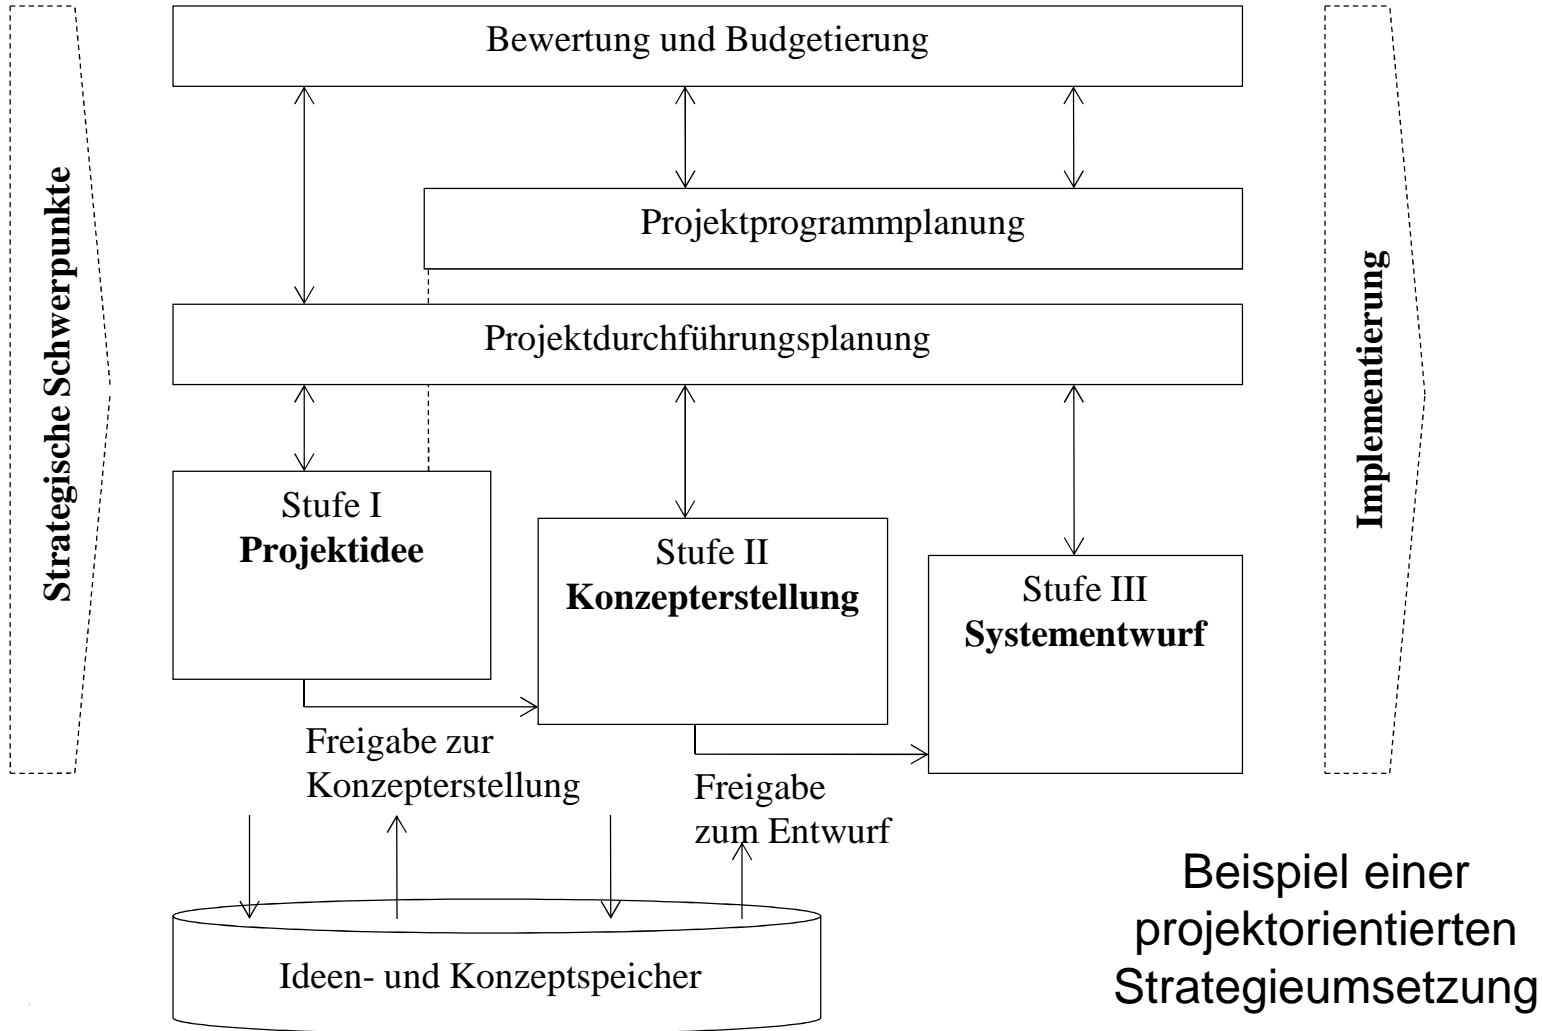 Bewertung und Budgetierung
Strategische Schwerpunkte
Projektprogrammplanung
Implementierung
Projektdurchführungsplanung
Stufe I
Projektidee
Stufe II
Konzepterstellung
Stufe III
Systementwurf
Freigabe zur
Konzepterstellung
Freigabe
zum Entwurf
Ideen- und Konzeptspeicher
Beispiel einer
projektorientierten
Strategieumsetzung